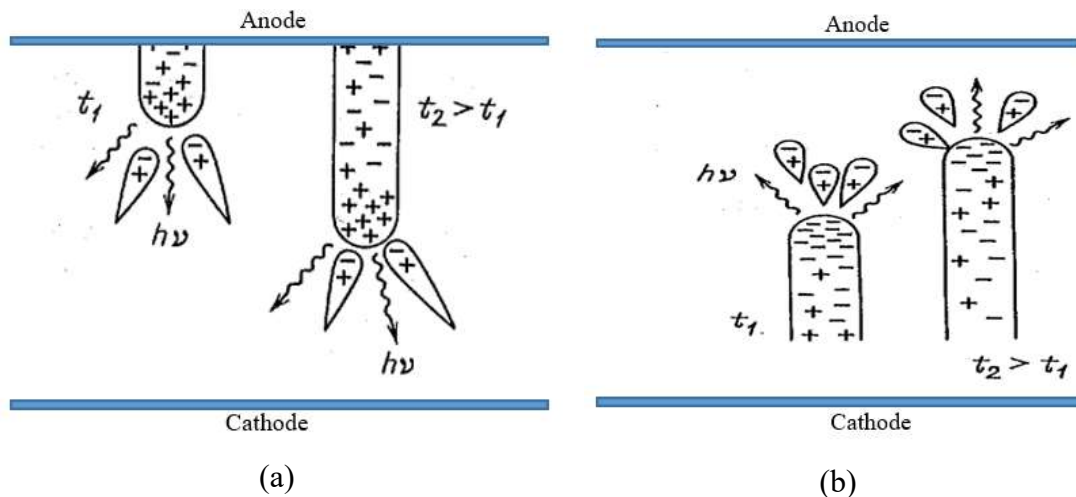 Anode
t₁
t₂ > t₁
hν
hν
Cathode
(a)
Anode
hν
t₁.
t₂ > t₁
Cathode
(b)